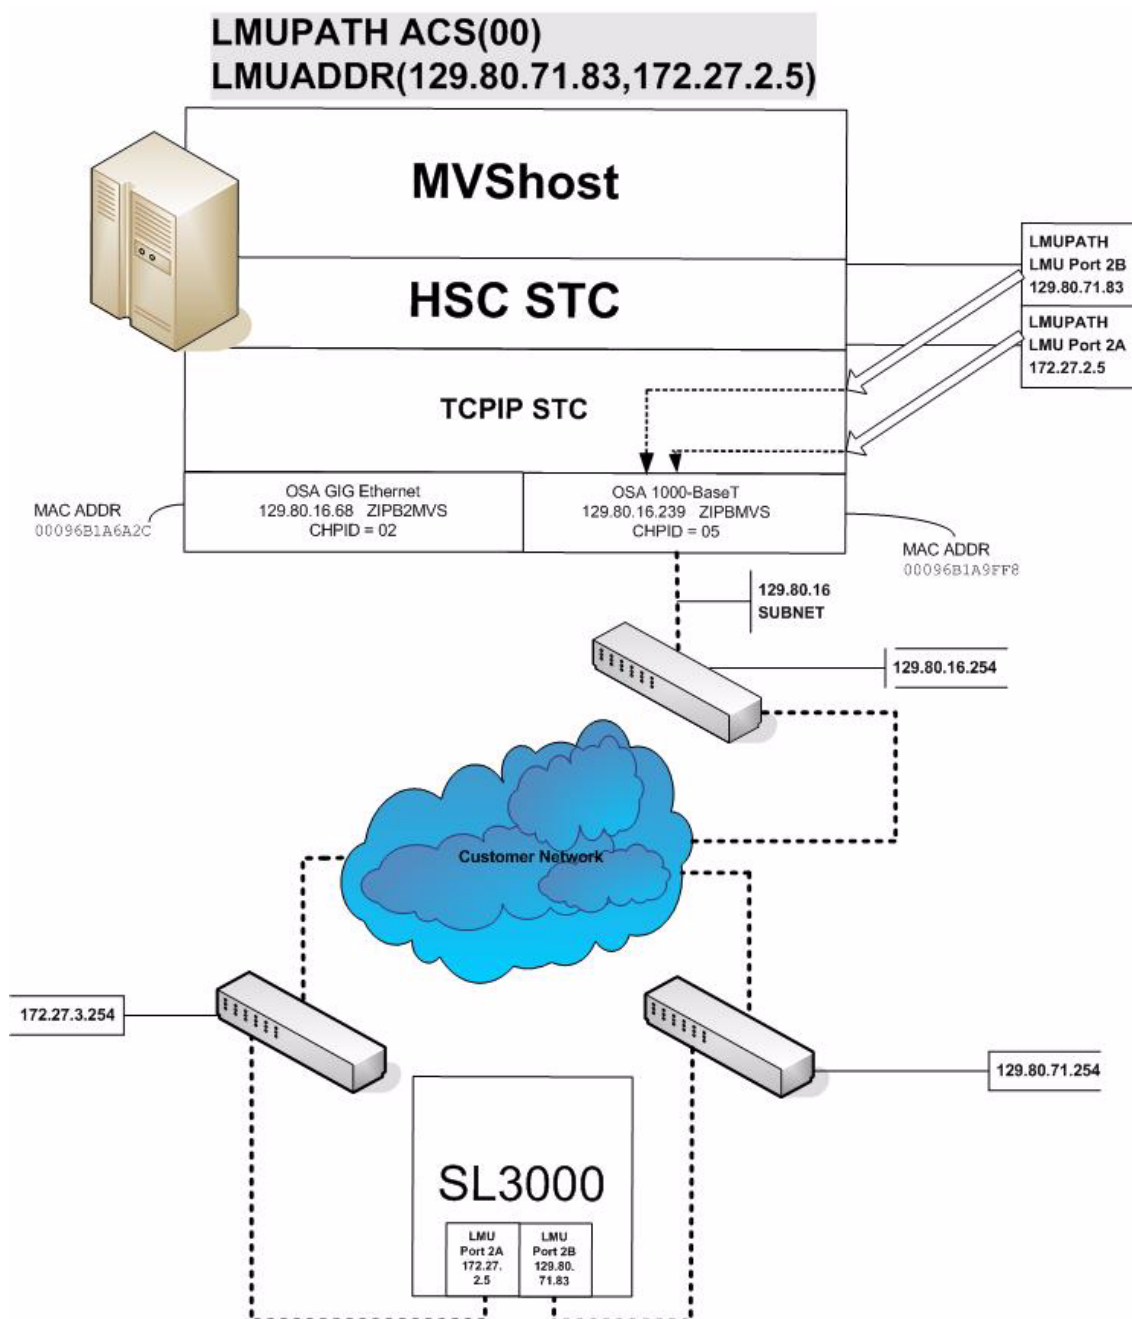 LMUPATH ACS(00)
LMUADDR(129.80.71.83,172.27.2.5)
MVShost
HSC STC
TCPIP STC
LMUPATH
LMU Port 2B
129.80.71.83
LMUPATH
LMU Port 2A
172.27.2.5
MAC ADDR
00096B1A6A2C
OSA GIG Ethernet
129.80.16.68 ZIPB2MVS
CHPID = 02
OSA 1000-BaseT
129.80.16.239 ZIPBMVS
CHPID = 05
MAC ADDR
00096B1A9FF8
129.80.16
SUBNET
129.80.16.254
Customer Network
172.27.3.254
129.80.71.254
SL3000
LMU
Port 2A
172.27.
2.5
LMU
Port 2B
129.80.
71.83